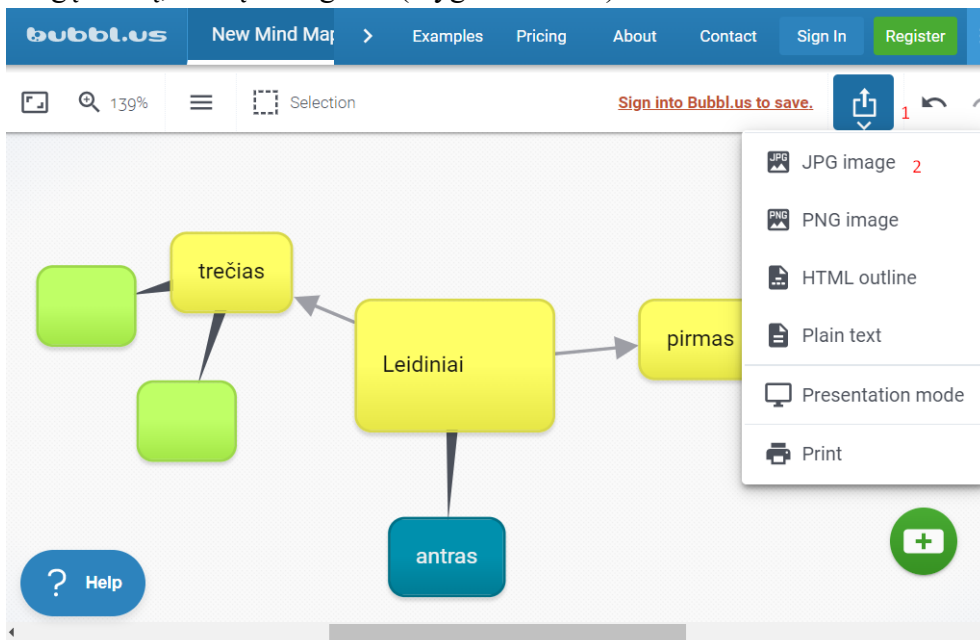 bubbl.us New Mind Map Examples Pricing About Contact Sign In Register
139% Selection Sign into Bubbl.us to save. 1
JPG JPG image 2
PNG PNG image
HTML outline
Plain text
Presentation mode
Print
trečias
Leidiniai
pirmas
antras
? Help